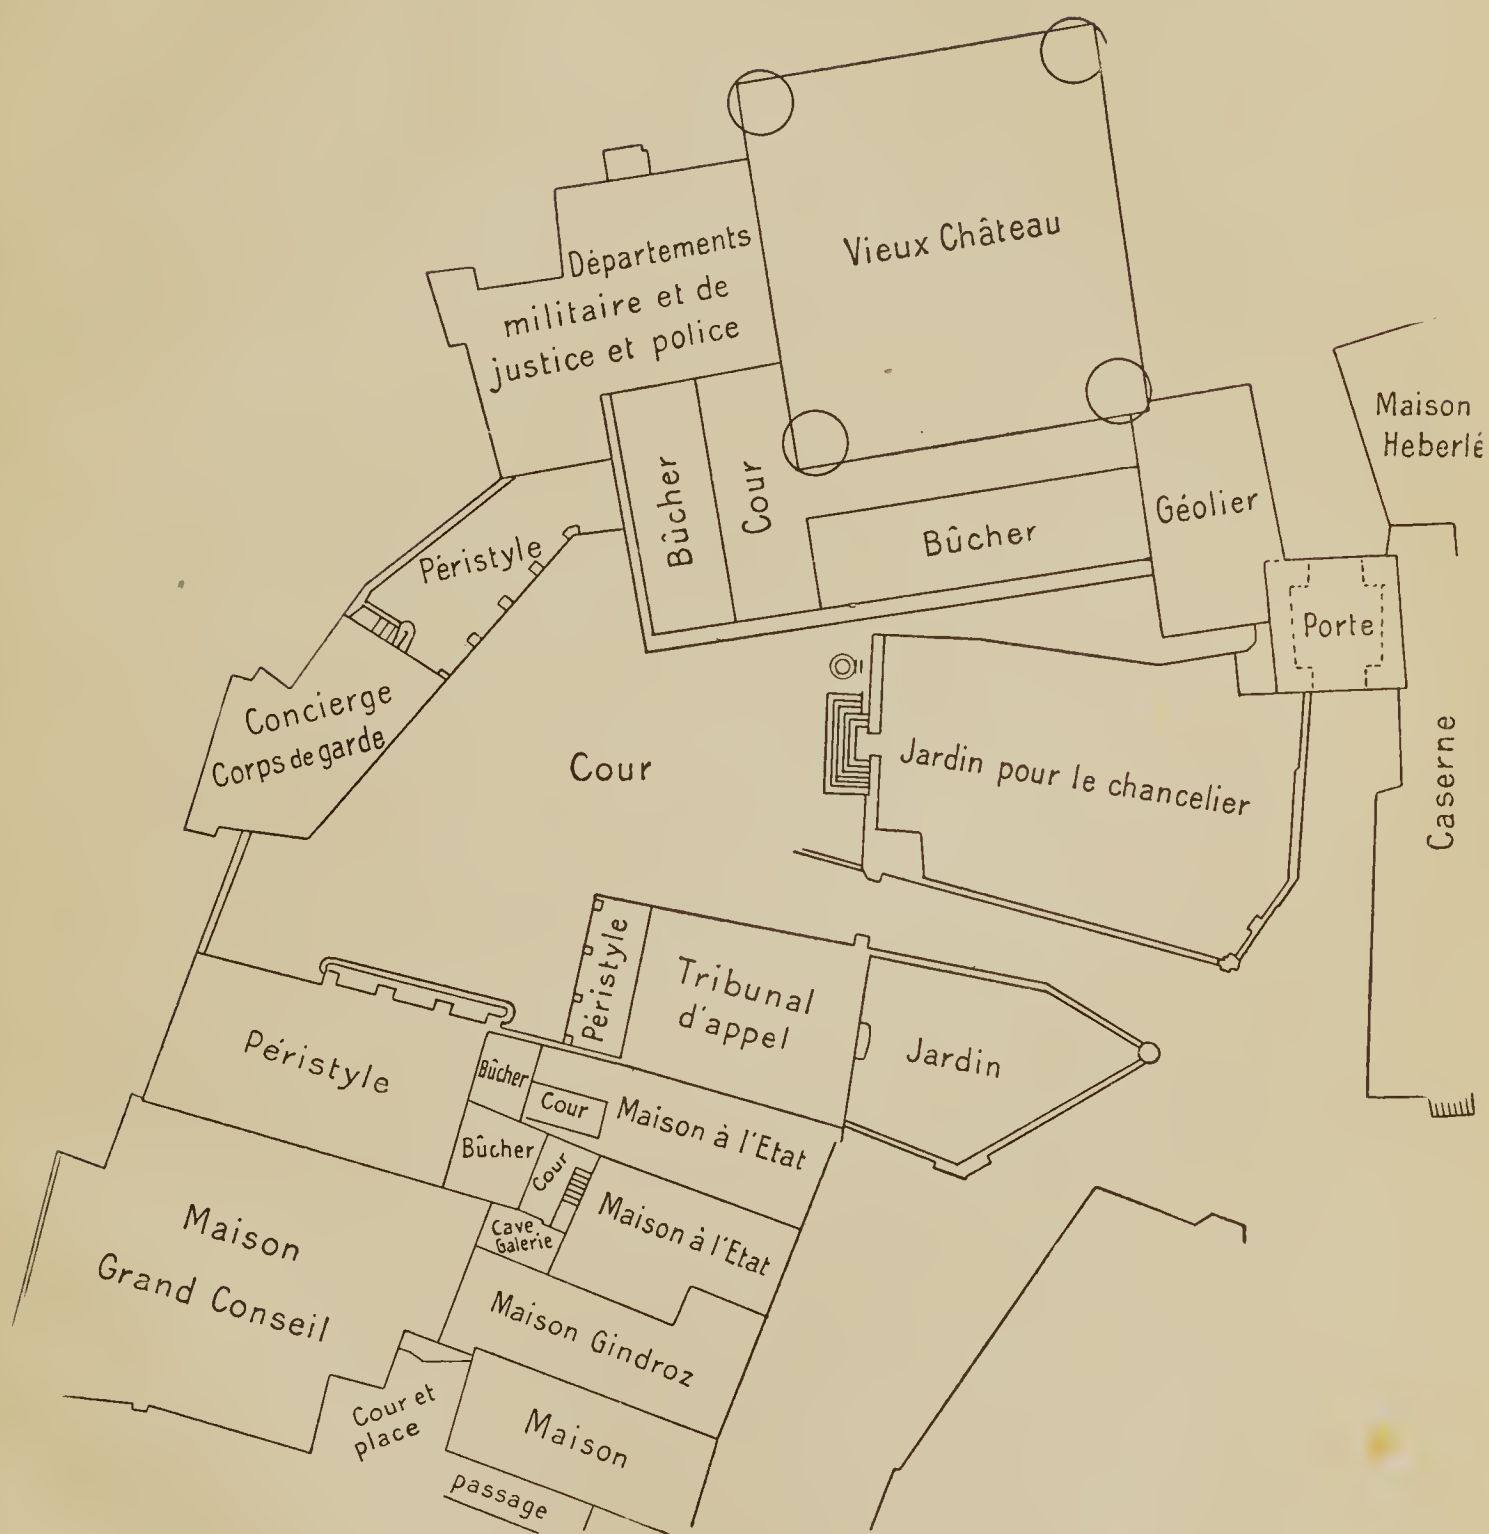 Vieux Château
Départements
militaire et de
justice et police
Maison
Heberlé
Bûcher
Cour
Bûcher
Géolier
Péristyle
Porte
Concierge
Corps de garde
Cour
Jardin pour le chancelier
Caserne
Péristyle
Tribunal
d'appel
Jardin
Péristyle
Bûcher
Cour
Maison à l'Etat
Bûcher
Cour
Maison à l'Etat
Cave
Galerie
Maison
Grand Conseil
Maison Gindroz
Cour et
place
Maison
passage